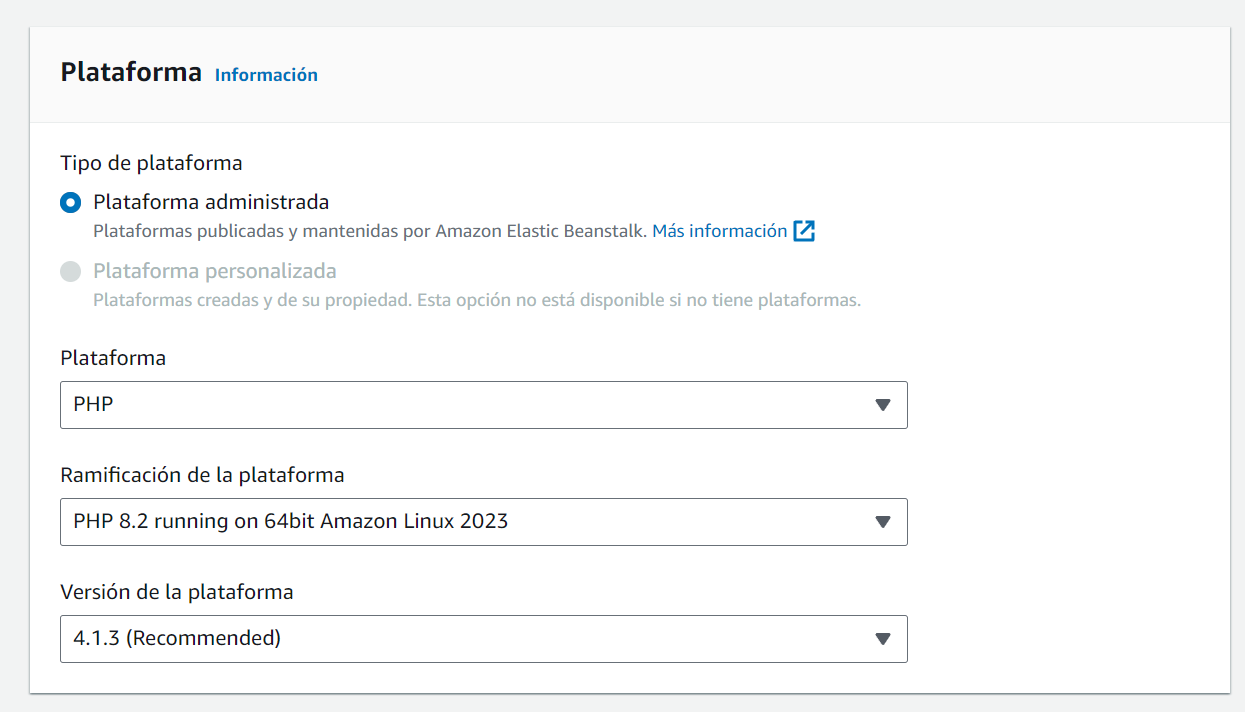 Plataforma Información
Tipo de plataforma
Plataforma administrada
Plataformas publicadas y mantenidas por Amazon Elastic Beanstalk. Más información
Plataforma personalizada
Plataformas creadas y de su propiedad. Esta opción no está disponible si no tiene plataformas.
Plataforma
PHP
Ramificación de la plataforma
PHP 8.2 running on 64bit Amazon Linux 2023
Versión de la plataforma
4.1.3 (Recommended)